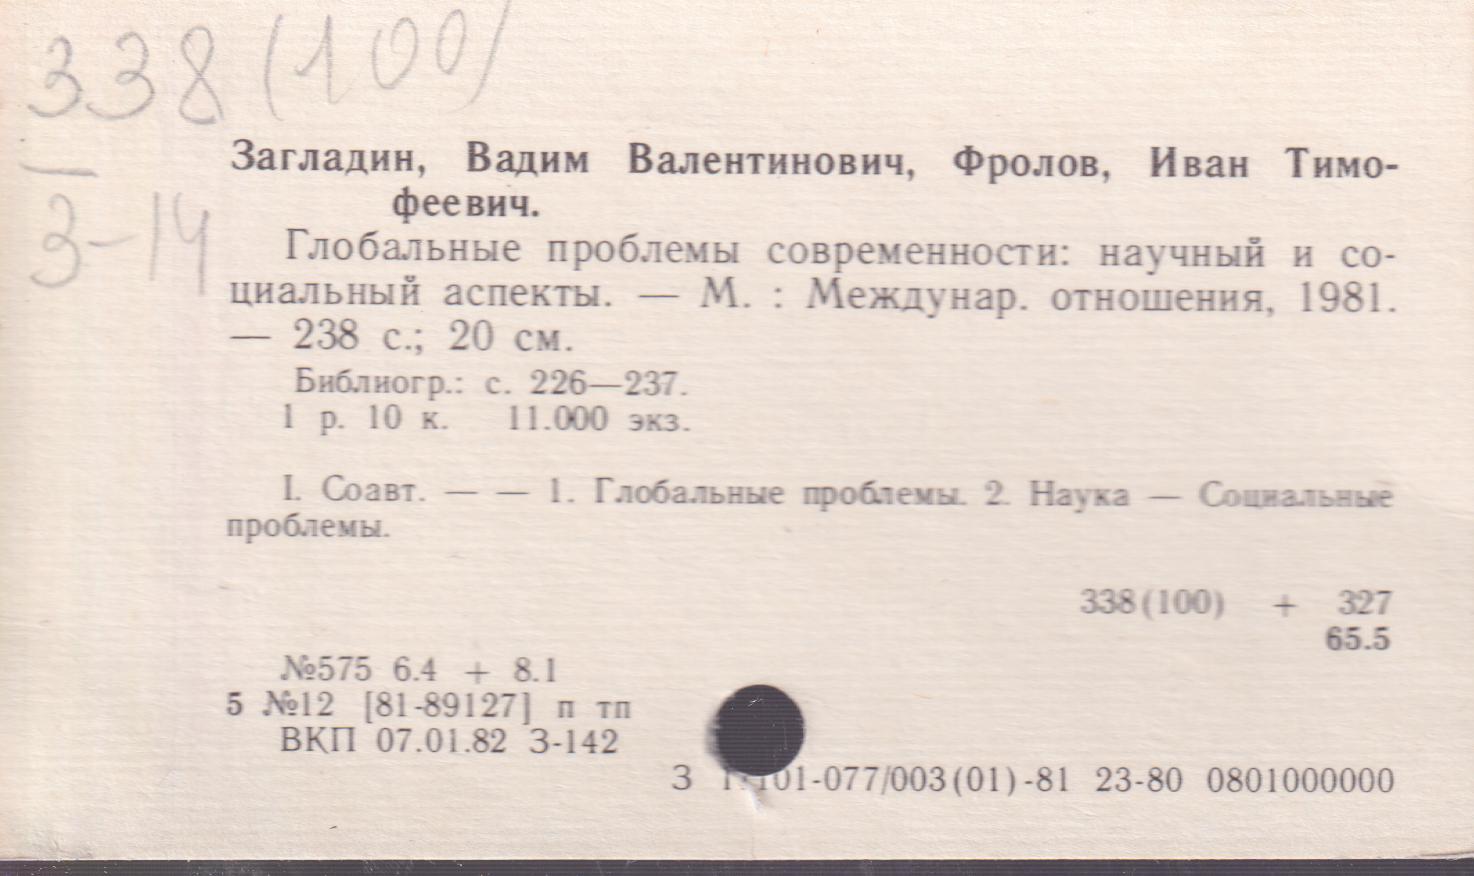 338(100)
З-14
Загладин, Вадим Валентинович, Фролов, Иван Тимо-
феевич.
Глобальные проблемы современности: научный и со-
циальный аспекты. — М. : Междунар. отношения, 1981.
— 238 с.; 20 см.
Библиогр.: с. 226—237.
1 р. 10 к. 11.000 экз.
I. Соавт. — — 1. Глобальные проблемы. 2. Наука — Социальные
проблемы.
338(100) + 327
65.5
№575 6.4 + 8.1
5 №12 [81-89127] п тп
ВКП 07.01.82 З-142
З 101-077/003(01)-81 23-80 0801000000